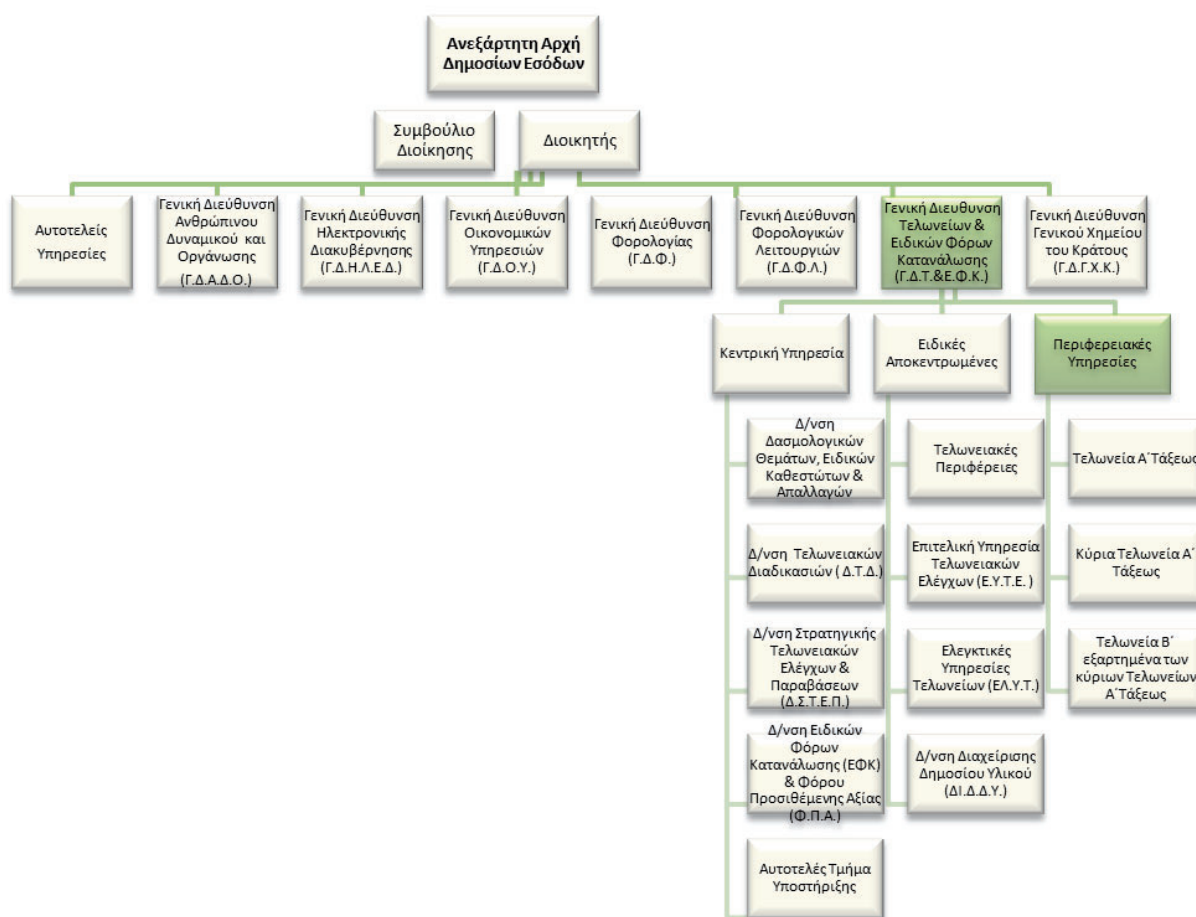 Ανεξάρτητη Αρχή
Δημοσίων Εσόδων
Συμβούλιο
Διοίκησης
Διοικητής
Αυτοτελείς
Υπηρεσίες
Γενική Διεύθυνση
Ανθρώπινου
Δυναμικού και
Οργάνωσης
(Γ.Δ.Α.Δ.Ο.)
Γενική Διεύθυνση
Ηλεκτρονικής
Διακυβέρνησης
(Γ.Δ.Η.Λ.Ε.Δ.)
Γενική Διεύθυνση
Οικονομικών
Υπηρεσιών
(Γ.Δ.Ο.Υ.)
Γενική Διεύθυνση
Φορολογίας
(Γ.Δ.Φ.)
Γενική Διεύθυνση
Φορολογικών
Λειτουργιών
(Γ.Δ.Φ.Λ.)
Γενική Διευθυνση
Τελωνείων &
Ειδικών Φόρων
Κατανάλωσης
(Γ.Δ.Τ.&Ε.Φ.Κ.)
Γενική Διεύθυνση
Γενικού Χημείου
του Κράτους
(Γ.Δ.Γ.Χ.Κ.)
Κεντρική Υπηρεσία
Ειδικές
Αποκεντρωμένες
Περιφερειακές
Υπηρεσίες
Δ/νση
Δασμολογικών
Θεμάτων, Ειδικών
Καθεστώτων &
Απαλλαγών
Τελωνειακές
Περιφέρειες
Τελωνεία Α΄Τάξεως
Δ/νση Τελωνειακών
Διαδικασιών ( Δ.Τ.Δ.)
Επιτελική Υπηρεσία
Τελωνειακών
Ελέγχων (Ε.Υ.Τ.Ε. )
Κύρια Τελωνεία Α΄
Τάξεως
Δ/νση Στρατηγικής
Τελωνειακών
Ελέγχων &
Παραβάσεων
(Δ.Σ.Τ.Ε.Π.)
Ελεγκτικές
Υπηρεσίες
Τελωνείων (ΕΛ.Υ.Τ.)
Τελωνεία Β΄
εξαρτημένα των
κύριων Τελωνείων
Α΄Τάξεως
Δ/νση Ειδικών
Φόρων
Κατανάλωσης (ΕΦΚ)
& Φόρου
Προσιθέμενης Αξίας
(Φ.Π.Α.)
Δ/νση Διαχείρισης
Δημοσίου Υλικού
(ΔΙ.Δ.Δ.Υ.)
Αυτοτελές Τμήμα
Υποστήριξης